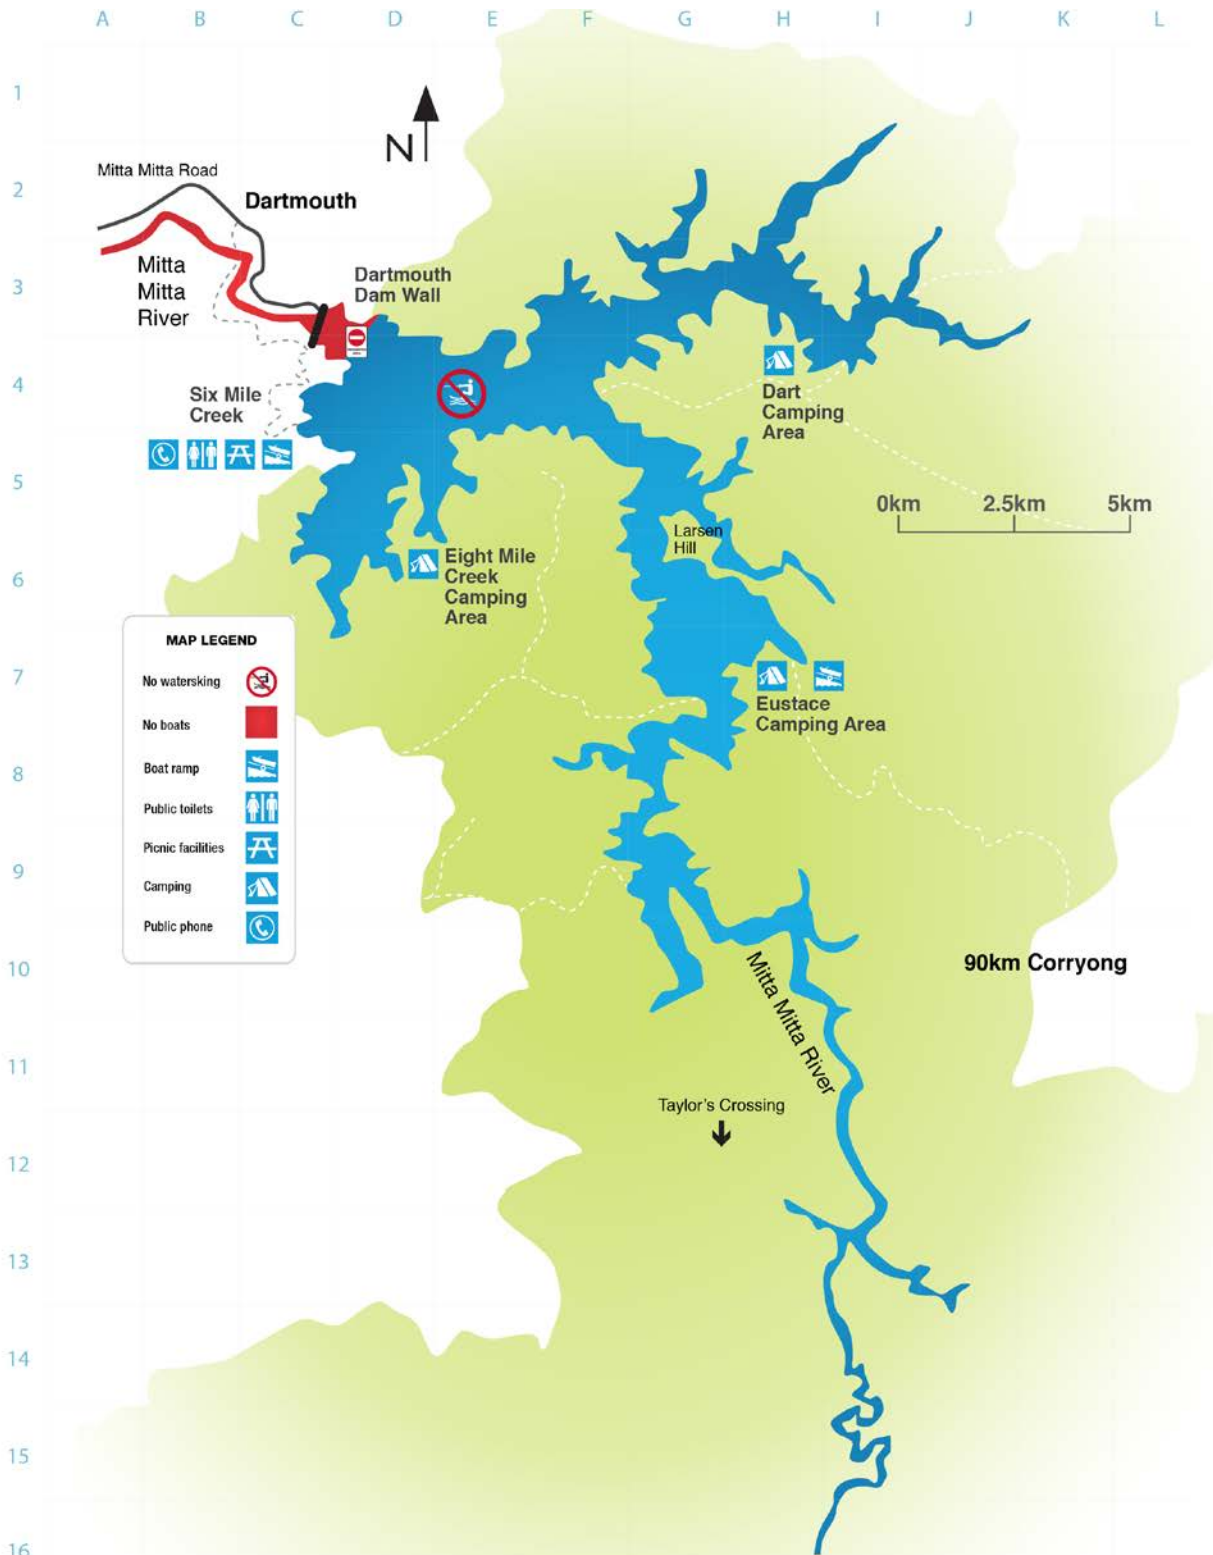 A B C D E F G H I J K L
1
2
3
4
5
6
7
8
9
10
11
12
13
14
15
16
N
Mitta Mitta Road
Dartmouth
Mitta
Mitta
River
Dartmouth
Dam Wall
Six Mile
Creek
Dart
Camping
Area
0km 2.5km 5km
Larsen
Hill
Eight Mile
Creek
Camping
Area
MAP LEGEND
No watersking
No boats
Boat ramp
Public toilets
Picnic facilities
Camping
Public phone
Eustace
Camping Area
90km Corryong
Mitta Mitta River
Taylor's Crossing